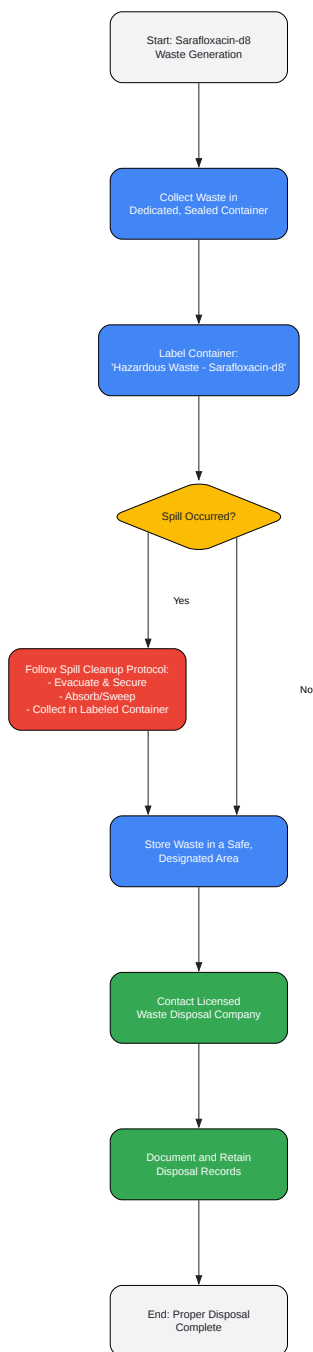 Start: Sarafloxacin-d8
Waste Generation
Collect Waste in
Dedicated, Sealed Container
Label Container:
'Hazardous Waste - Sarafloxacin-d8'
Spill Occurred?
Yes
Follow Spill Cleanup Protocol:
- Evacuate & Secure
- Absorb/Sweep
- Collect in Labeled Container
No
Store Waste in a Safe,
Designated Area
Contact Licensed
Waste Disposal Company
Document and Retain
Disposal Records
End: Proper Disposal
Complete